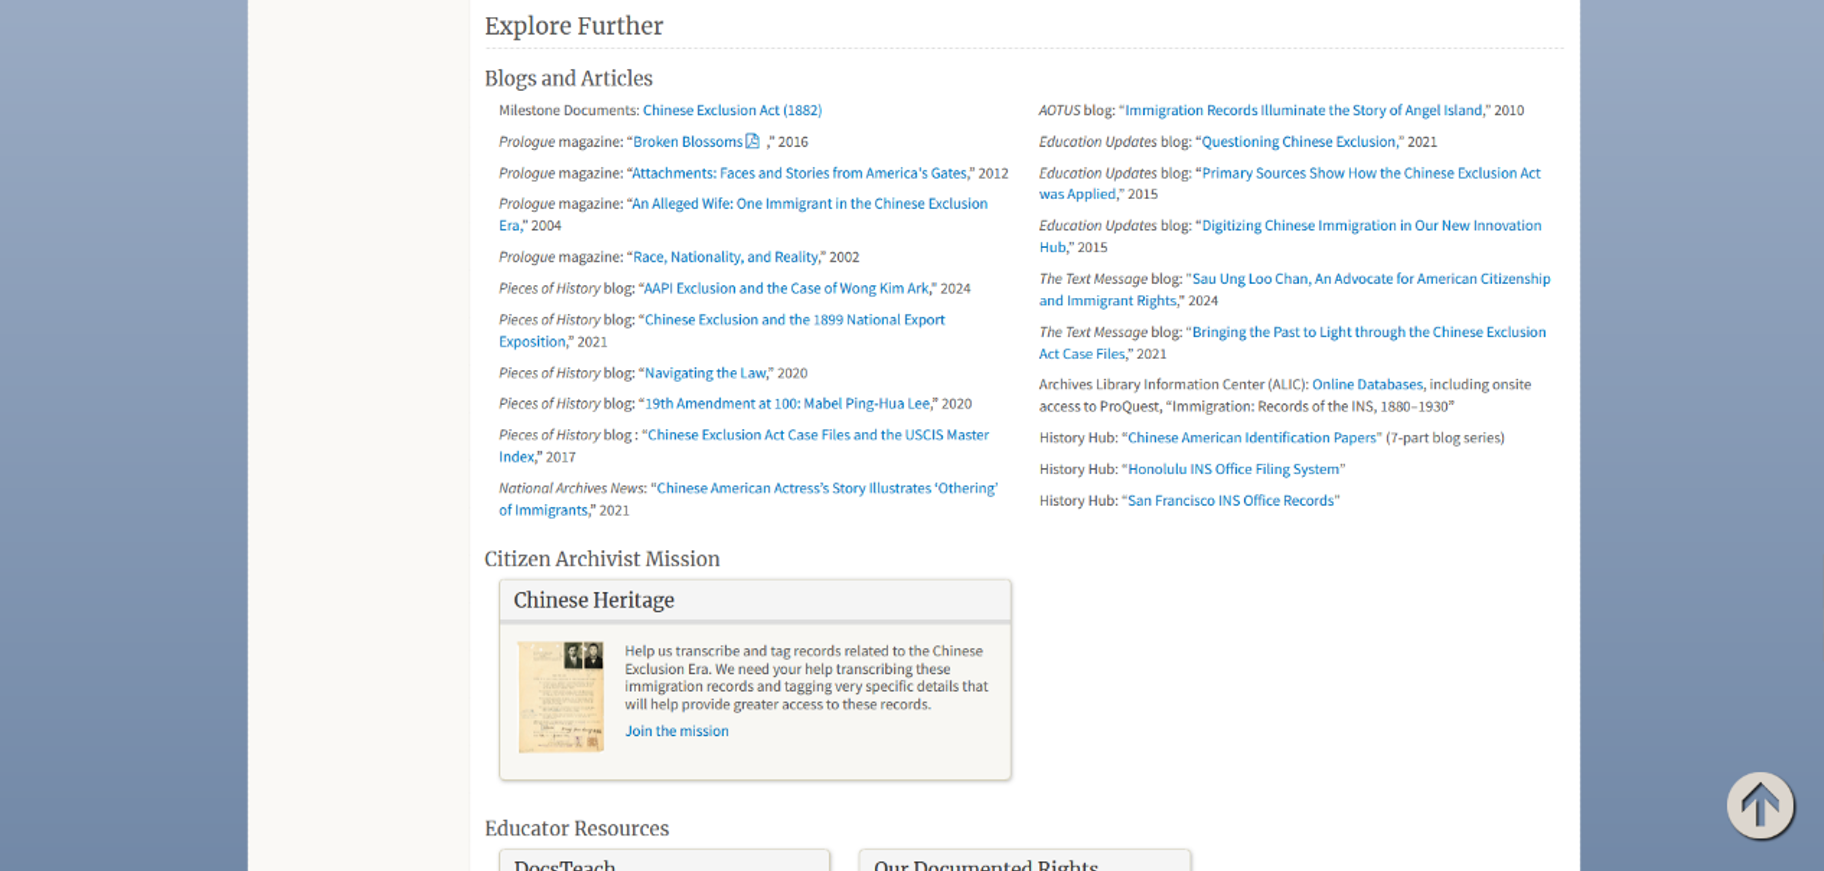 Explore Further
Blogs and Articles
Milestone Documents: Chinese Exclusion Act (1882)
Prologue magazine: “Broken Blossoms ,” 2016
Prologue magazine: “Attachments: Faces and Stories from America's Gates,” 2012
Prologue magazine: “An Alleged Wife: One Immigrant in the Chinese Exclusion
Era,” 2004
Prologue magazine: “Race, Nationality, and Reality,” 2002
Pieces of History blog: “AAPI Exclusion and the Case of Wong Kim Ark,” 2024
Pieces of History blog: “Chinese Exclusion and the 1899 National Export
Exposition,” 2021
Pieces of History blog: “Navigating the Law,” 2020
Pieces of History blog: “19th Amendment at 100: Mabel Ping-Hua Lee,” 2020
Pieces of History blog : “Chinese Exclusion Act Case Files and the USCIS Master
Index,” 2017
National Archives News: “Chinese American Actress’s Story Illustrates ‘Othering’
of Immigrants,” 2021
AOTUS blog: “Immigration Records Illuminate the Story of Angel Island,” 2010
Education Updates blog: “Questioning Chinese Exclusion,” 2021
Education Updates blog: “Primary Sources Show How the Chinese Exclusion Act
was Applied,” 2015
Education Updates blog: “Digitizing Chinese Immigration in Our New Innovation
Hub,” 2015
The Text Message blog: “Sau Ung Loo Chan, An Advocate for American Citizenship
and Immigrant Rights,” 2024
The Text Message blog: “Bringing the Past to Light through the Chinese Exclusion
Act Case Files,” 2021
Archives Library Information Center (ALIC): Online Databases, including onsite
access to ProQuest, “Immigration: Records of the INS, 1880–1930”
History Hub: “Chinese American Identification Papers” (7-part blog series)
History Hub: “Honolulu INS Office Filing System”
History Hub: “San Francisco INS Office Records”
Citizen Archivist Mission
Chinese Heritage
Help us transcribe and tag records related to the Chinese
Exclusion Era. We need your help transcribing these
immigration records and tagging very specific details that
will help provide greater access to these records.
Join the mission
Educator Resources
DocsTeach
Our Documented Rights